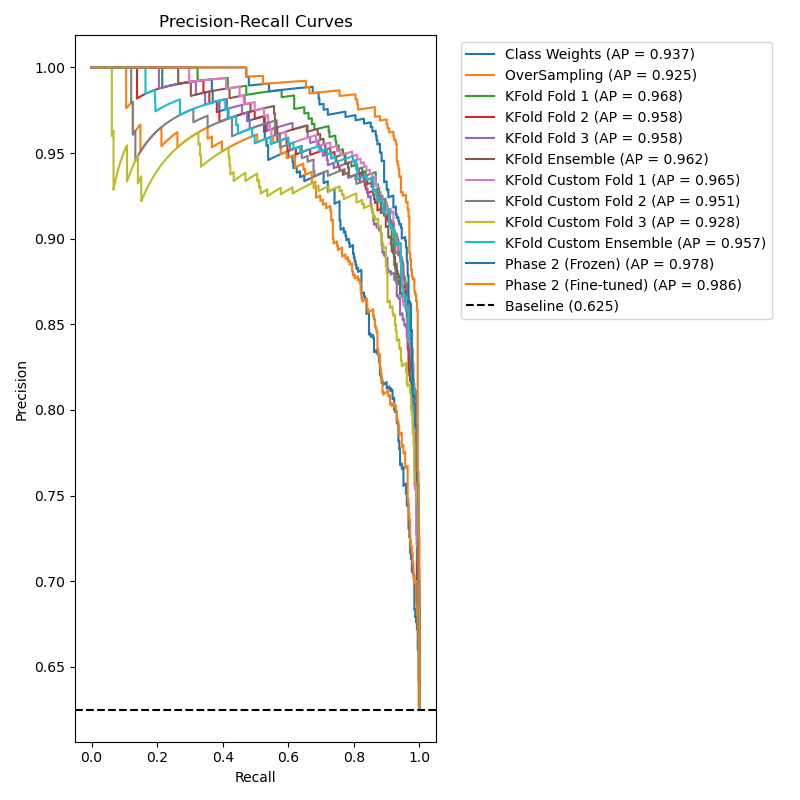 Precision-Recall Curves
Class Weights (AP = 0.937)
OverSampling (AP = 0.925)
KFold Fold 1 (AP = 0.968)
KFold Fold 2 (AP = 0.958)
KFold Fold 3 (AP = 0.958)
KFold Ensemble (AP = 0.962)
KFold Custom Fold 1 (AP = 0.965)
KFold Custom Fold 2 (AP = 0.951)
KFold Custom Fold 3 (AP = 0.928)
KFold Custom Ensemble (AP = 0.957)
Phase 2 (Frozen) (AP = 0.978)
Phase 2 (Fine-tuned) (AP = 0.986)
Baseline (0.625)
Precision
1.00
0.95
0.90
0.85
0.80
0.75
0.70
0.65
0.0 0.2 0.4 0.6 0.8 1.0
Recall